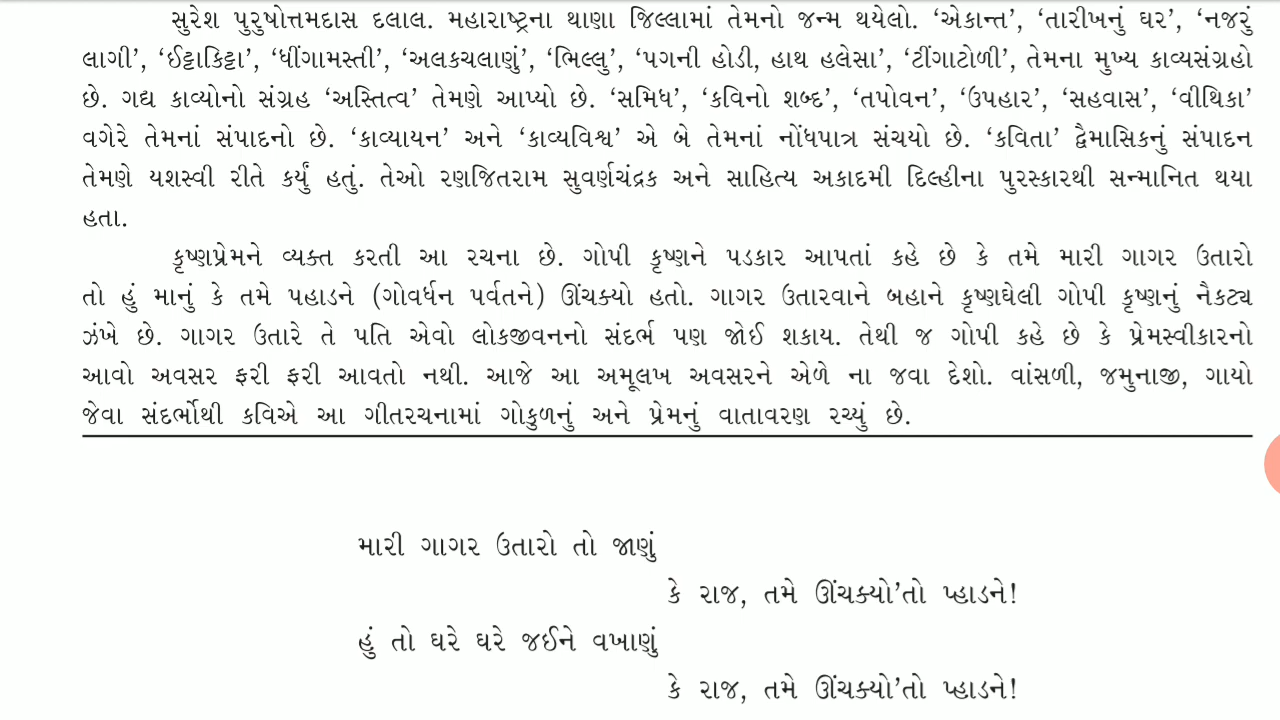 સુરેશ પુરુષોત્તમદાસ દલાલ. મહારાષ્ટ્રના થાણા જિલ્લામાં તેમનો જન્મ થયેલો. ‘એકાન્ત’, ‘તારીખનું ઘર’, ‘નજરું
લાગી’, ‘ઈટ્ટાકિટ્ટા’, ‘ધીંગામસ્તી’, ‘અલકચલાણું’, ‘ભિલ્લુ’, ‘પગની હોડી, હાથ હલેસા’, ‘ટીંગાટોળી’, તેમના મુખ્ય કાવ્યસંગ્રહો
છે. ગદ્ય કાવ્યોનો સંગ્રહ ‘અસ્તિત્વ’ તેમણે આપ્યો છે. ‘સમિધ’, ‘કવિનો શબ્દ’, ‘તપોવન’, ‘ઉપહાર’, ‘સહવાસ’, ‘વીથિકા’
વગેરે તેમનાં સંપાદનો છે. ‘કાવ્યાયન’ અને ‘કાવ્યવિશ્વ’ એ બે તેમનાં નોંધપાત્ર સંચયો છે. ‘કવિતા’ દ્વૈમાસિકનું સંપાદન
તેમણે યશસ્વી રીતે કર્યું હતું. તેઓ રણજિતરામ સુવર્ણચંદ્રક અને સાહિત્ય અકાદમી દિલ્હીના પુરસ્કારથી સન્માનિત થયા
હતા.
કૃષ્ણપ્રેમને વ્યક્ત કરતી આ રચના છે. ગોપી કૃષ્ણને પડકાર આપતાં કહે છે કે તમે મારી ગાગર ઉતારો
તો હું માનું કે તમે પહાડને (ગોવર્ધન પર્વતને) ઊંચક્યો હતો. ગાગર ઉતારવાને બહાને કૃષ્ણઘેલી ગોપી કૃષ્ણનું નૈકટ્ય
ઝંખે છે. ગાગર ઉતારે તે પતિ એવો લોકજીવનનો સંદર્ભ પણ જોઈ શકાય. તેથી જ ગોપી કહે છે કે પ્રેમસ્વીકારનો
આવો અવસર ફરી ફરી આવતો નથી. આજે આ અમૂલખ અવસરને એળે ના જવા દેશો. વાંસળી, જમુનાજી, ગાયો
જેવા સંદર્ભોથી કવિએ આ ગીતરચનામાં ગોકુળનું અને પ્રેમનું વાતાવરણ રચ્યું છે.
મારી ગાગર ઉતારો તો જાણું
કે રાજ, તમે ઊંચક્યો’તો પ્હાડને!
હું તો ઘરે ઘરે જઈને વખાણું
કે રાજ, તમે ઊંચક્યો’તો પ્હાડને!